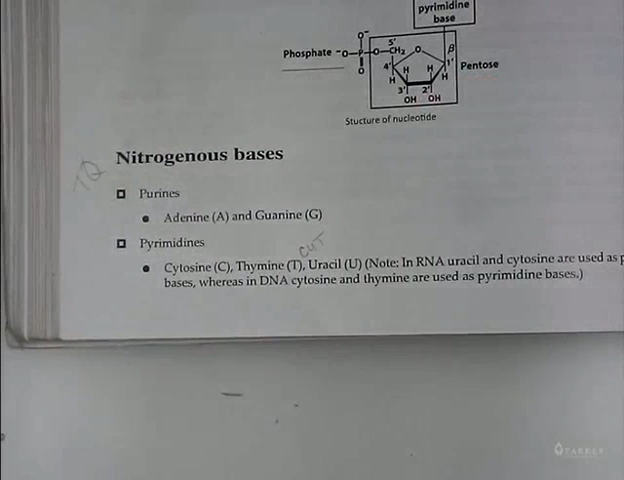 pyrimidine
base
Phosphate -O-P-O-CH₂ O β Pentose
O⁻
O
5'
4' H H H H 1'
3' 2'
OH OH
Stucture of nucleotide
TQ
Nitrogenous bases
Purines
Adenine (A) and Guanine (G)
Pyrimidines
CUT
Cytosine (C), Thymine (T), Uracil (U) (Note: In RNA uracil and cytosine are used as p
bases, whereas in DNA cytosine and thymine are used as pyrimidine bases.)